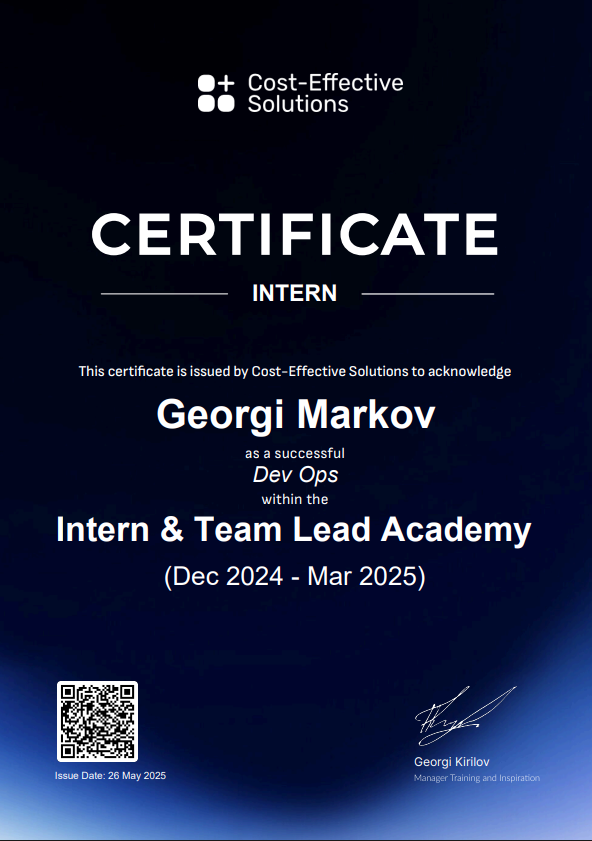 Cost-Effective
Solutions
CERTIFICATE
INTERN
This certificate is issued by Cost-Effective Solutions to acknowledge
Georgi Markov
as a successful
Dev Ops
within the
Intern & Team Lead Academy
(Dec 2024 - Mar 2025)
Issue Date: 26 May 2025
Georgi Kirilov
Manager Training and Inspiration